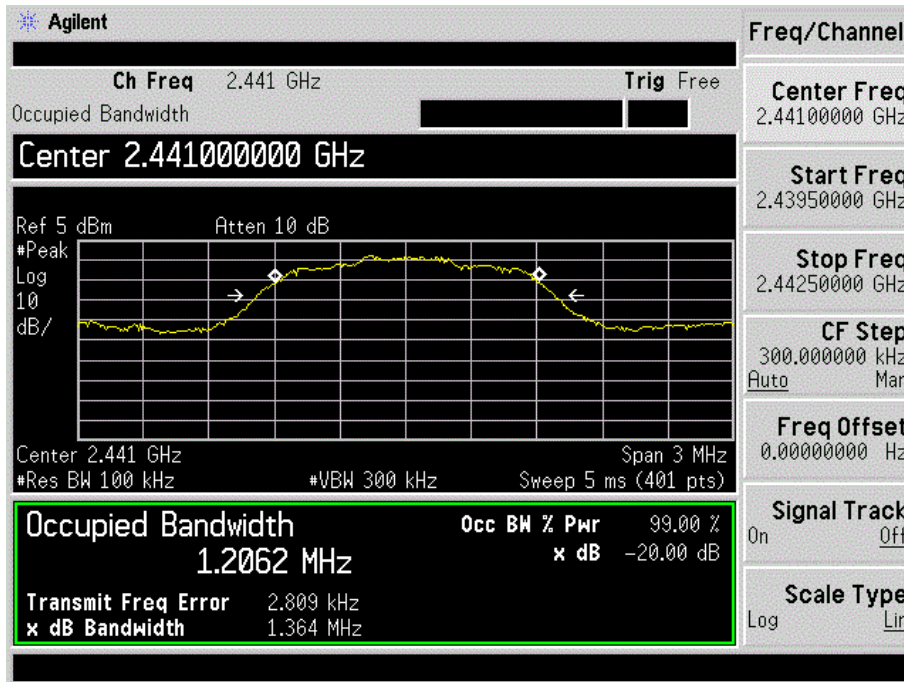 Agilent
Freq/Channel
Ch Freq 2.441 GHz Trig Free
Occupied Bandwidth
Center 2.441000000 GHz
Ref 5 dBm Atten 10 dB
#Peak
Log
10
dB/
Center 2.441 GHz Span 3 MHz
#Res BW 100 kHz #VBW 300 kHz Sweep 5 ms (401 pts)
Occupied Bandwidth Occ BW % Pwr 99.00 %
1.2062 MHz x dB -20.00 dB
Transmit Freq Error 2.809 kHz
x dB Bandwidth 1.364 MHz
Center Freq
2.44100000 GHz
Start Freq
2.43950000 GHz
Stop Freq
2.44250000 GHz
CF Step
300.000000 kHz
Auto Man
Freq Offset
0.00000000 Hz
Signal Track
On Off
Scale Type
Log Lin